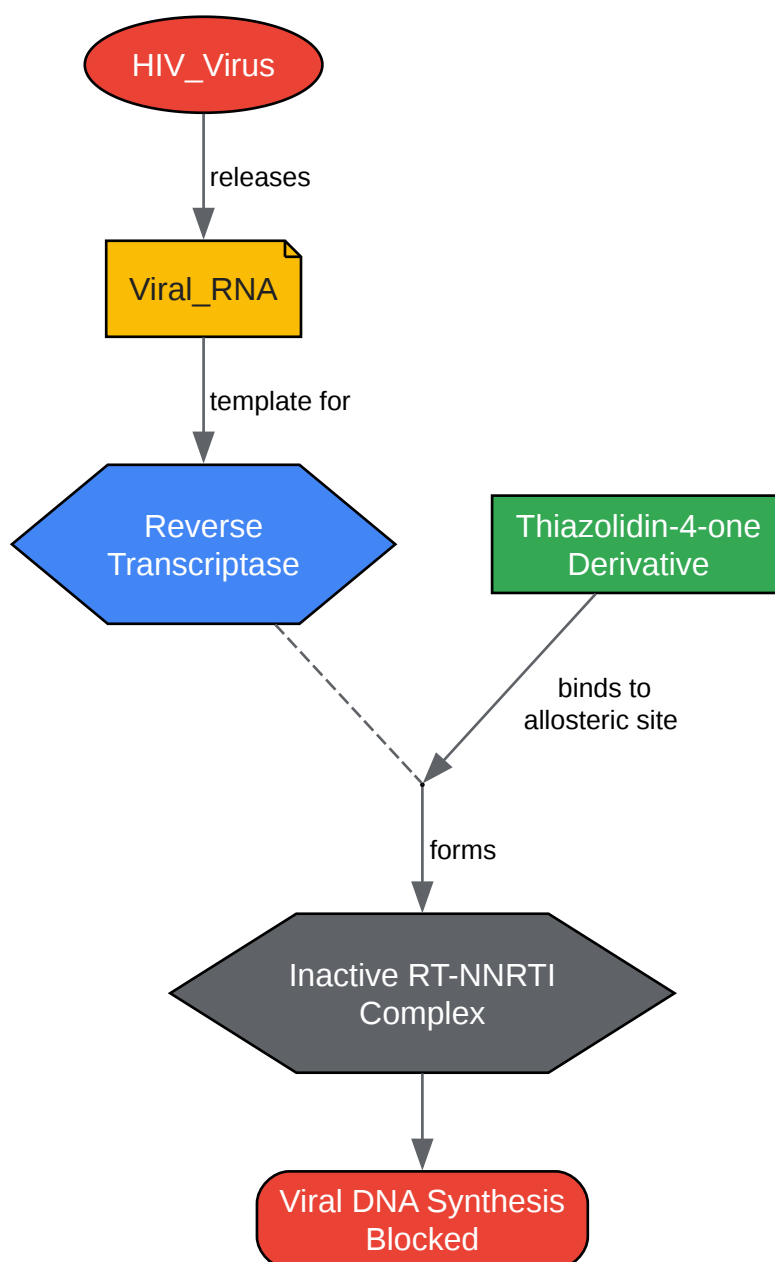 HIV_Virus
releases
Viral_RNA
template for
Reverse
Transcriptase
Thiazolidin-4-one
Derivative
binds to
allosteric site
forms
Inactive RT-NNRTI
Complex
Viral DNA Synthesis
Blocked